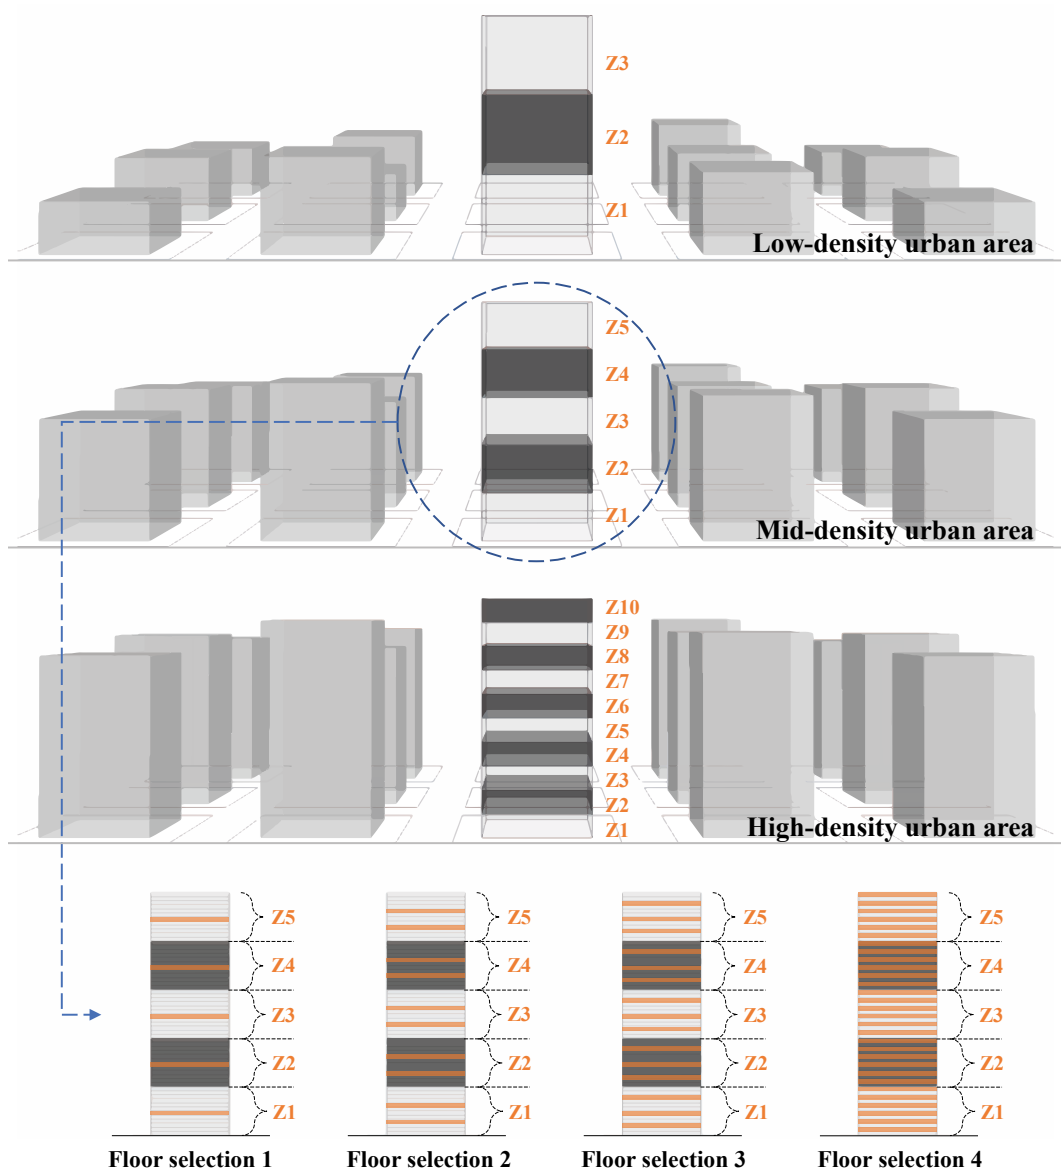 Z3
Z2
Z1
Low-density urban area
Z5
Z4
Z3
Z2
Z1
Mid-density urban area
Z10
Z9
Z8
Z7
Z6
Z5
Z4
Z3
Z2
Z1
High-density urban area
Z5 Z5 Z5 Z5
Z4 Z4 Z4 Z4
Z3 Z3 Z3 Z3
Z2 Z2 Z2 Z2
Z1 Z1 Z1 Z1
Floor selection 1 Floor selection 2 Floor selection 3 Floor selection 4